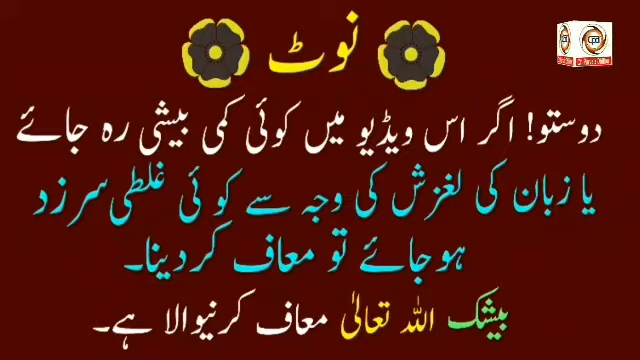 نوٹ
دوستو! اگر اس ویڈیو میں کوئی کمی بیشی رہ جائے
یا زبان کی لغزش کی وجہ سے کوئی غلطی سرزد
ہوجائے تو معاف کردینا۔
بیشک اللہ تعالیٰ معاف کرنیوالا ہے۔